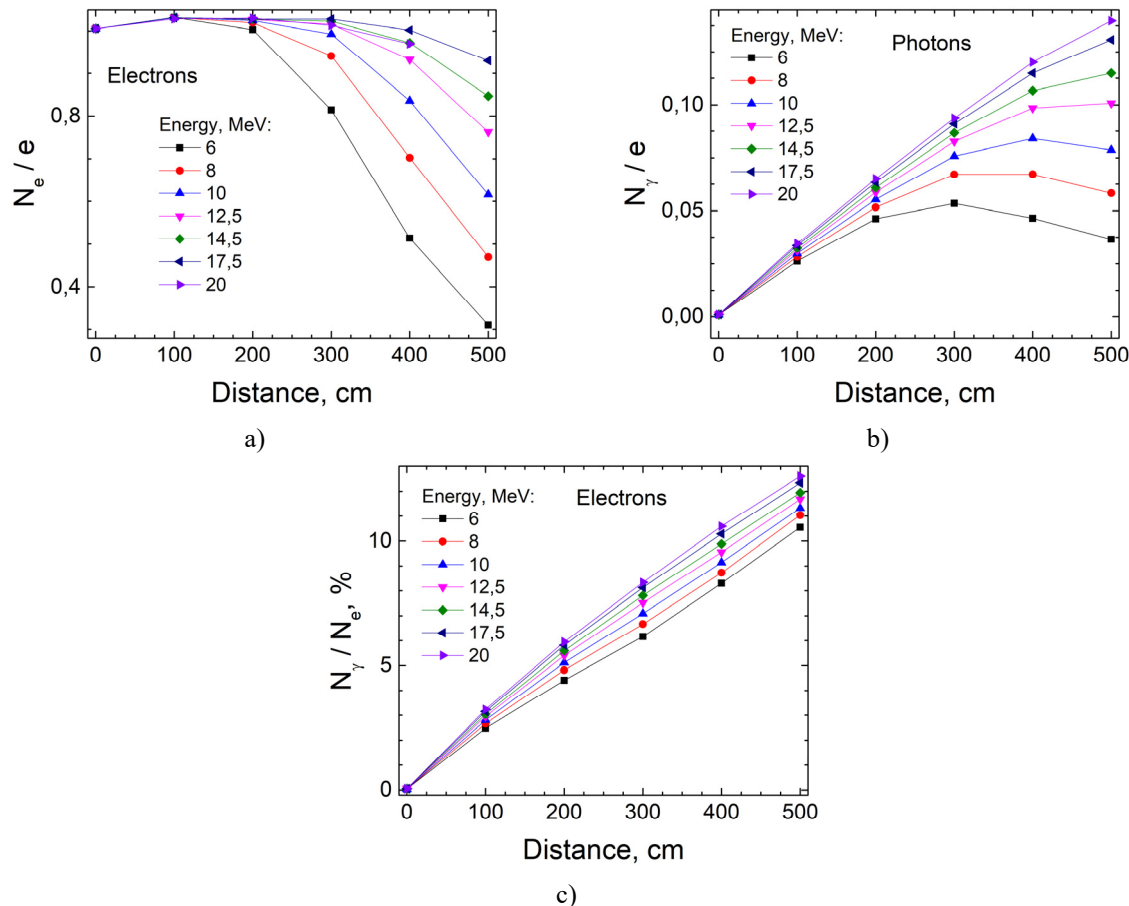 Electrons
Energy, MeV:
6
8
10
12,5
14,5
17,5
20
N_e / e
0,8
0,4
0 100 200 300 400 500
Distance, cm
a)
Energy, MeV:
6
8
10
12,5
14,5
17,5
20
Photons
N_γ / e
0,10
0,05
0,00
0 100 200 300 400 500
Distance, cm
b)
Energy, MeV:
6
8
10
12,5
14,5
17,5
20
Electrons
N_γ / N_e, %
10
5
0
0 100 200 300 400 500
Distance, cm
c)